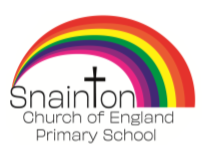 Snainton
Church of England
Primary School